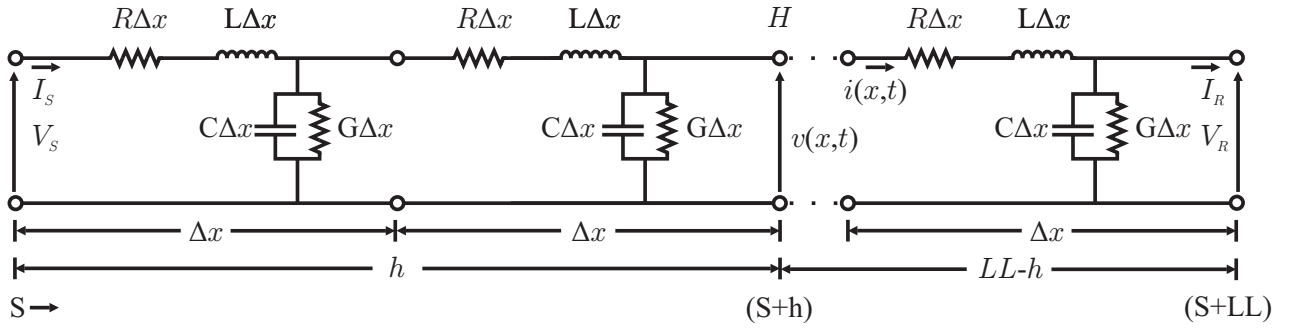 RΔx LΔx RΔx LΔx H RΔx LΔx
I_S i(x,t) I_R
CΔx GΔx CΔx GΔx CΔx GΔx
V_S v(x,t) V_R
Δx Δx Δx
h LL-h
S (S+h) (S+LL)